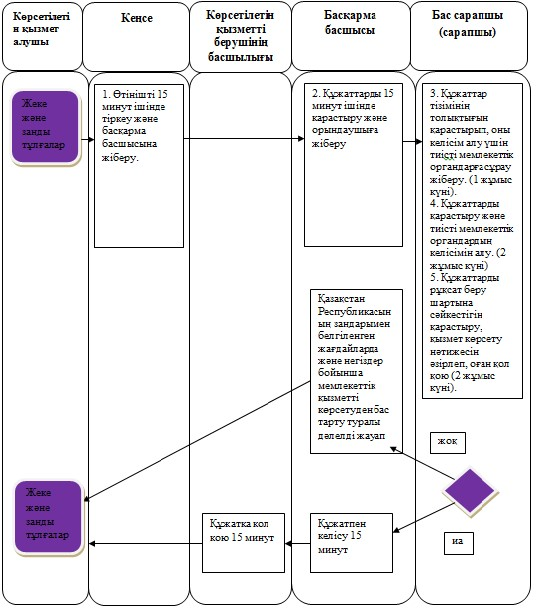 Көрсетілеті
н қызмет
алушы
Кеңсе
Көрсетілетін
қызметті
берушінің
басшылығы
Басқарма
басшысы
Бас сарапшы
(сарапшы)
Жеке
және
заңды
тұлғалар
1. Өтінішті 15
минут ішінде
тіркеу және
басқарма
басшысына
жіберу.
2. Құжаттарды 15
минут ішінде
қарастыру және
орындаушыға
жіберу
3. Құжаттар
тізімінің
толықтығын
қарастырып, оны
келісім алу үшін
тиісті мемлекеттік
органдарғасұрау
жіберу. (1 жұмыс
күні).
4. Құжаттарды
қарастыру және
тиісті мемлекеттік
органдардың
келісімін алу. (2
жұмыс күні)
5. Құжаттарды
рұқсат беру
шартына
сәйкестігін
қарастыру,
қызмет көрсету
нәтижесін
әзірлеп, оған қол
қою (2 жұмыс
күні).
Қазақстан
Республикасын
ың заңдарымен
белгіленген
жағдайларда
және негіздер
бойынша
мемлекеттік
қызметті
көрсетуден бас
тарту туралы
дәлелді жауап
жоқ
Жеке
және
заңды
тұлғалар
Құжатқа қол
қою 15 минут
Құжатпен
келісу 15
минут
иа